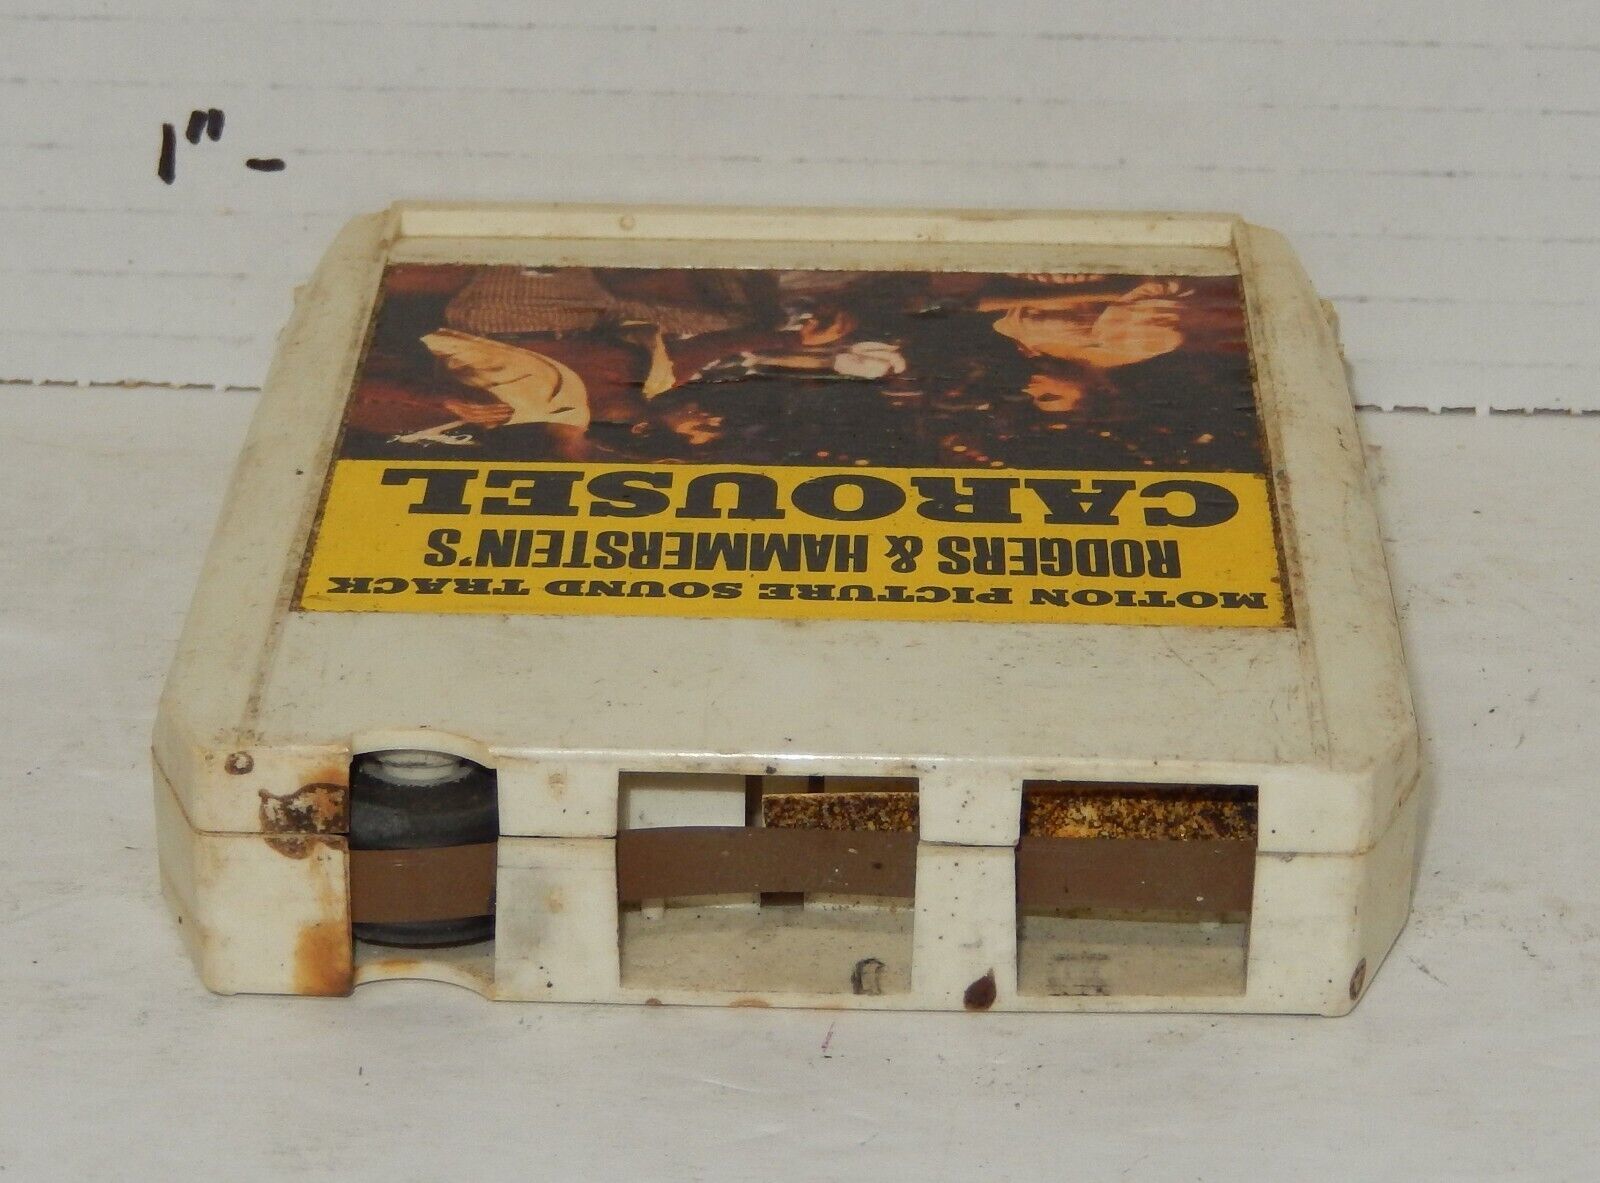 1" -
MOTION PICTURE SOUND TRACK
RODGERS & HAMMERSTEIN'S
CAROUSEL